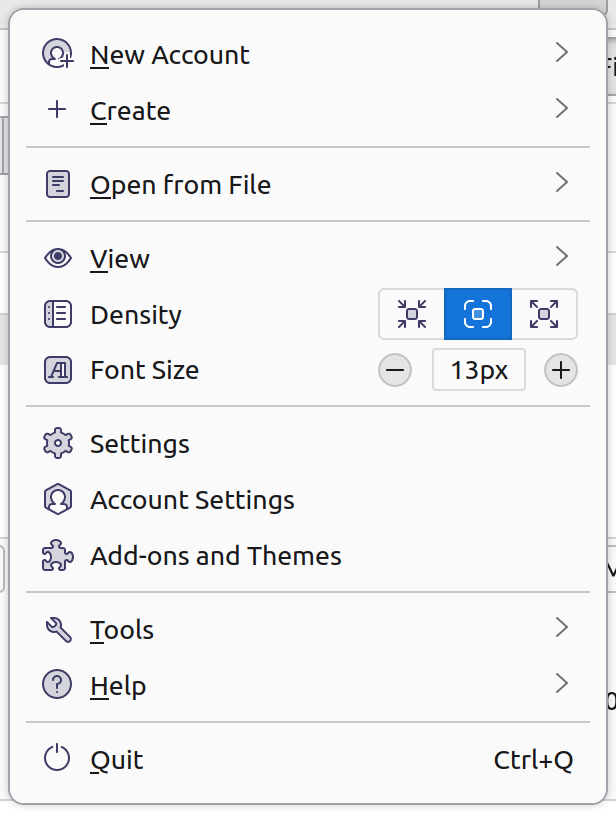 New Account
Create
Open from File
View
Density
Font Size 13px
Settings
Account Settings
Add-ons and Themes
Tools
Help
Quit Ctrl+Q